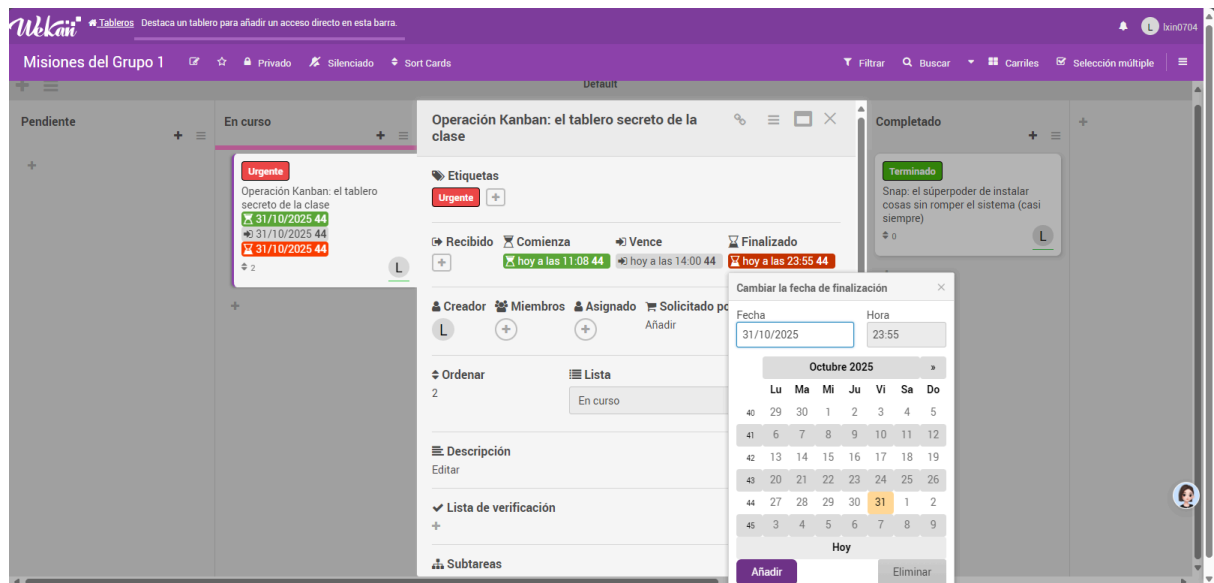 Wekan Tableros Destaca un tablero para añadir un acceso directo en esta barra. L lxin0704
Misiones del Grupo 1 Privado Silenciado Sort Cards Filtrar Buscar Carriles Selección múltiple
Default
Pendiente
+
En curso
+
Urgente
Operación Kanban: el tablero
secreto de la clase
31/10/2025 44
31/10/2025 44
31/10/2025 44
2
L
+
Operación Kanban: el tablero secreto de la
clase
Etiquetas
Urgente +
Recibido Comienza Vence Finalizado
+ hoy a las 11:08 44 hoy a las 14:00 44 hoy a las 23:55 44
Creador Miembros Asignado Solicitado po
L + + Añadir
Ordenar Lista
2 En curso
Descripción
Editar
Lista de verificación
+
Subtareas
Cambiar la fecha de finalización
Fecha Hora
31/10/2025 23:55
Octubre 2025 »
Lu Ma Mi Ju Vi Sa Do
40 29 30 1 2 3 4 5
41 6 7 8 9 10 11 12
42 13 14 15 16 17 18 19
43 20 21 22 23 24 25 26
44 27 28 29 30 31 1 2
45 3 4 5 6 7 8 9
Hoy
Añadir Eliminar
Completado
+
Terminado
Snap: el súperpoder de instalar
cosas sin romper el sistema (casi
siempre)
0
L
+